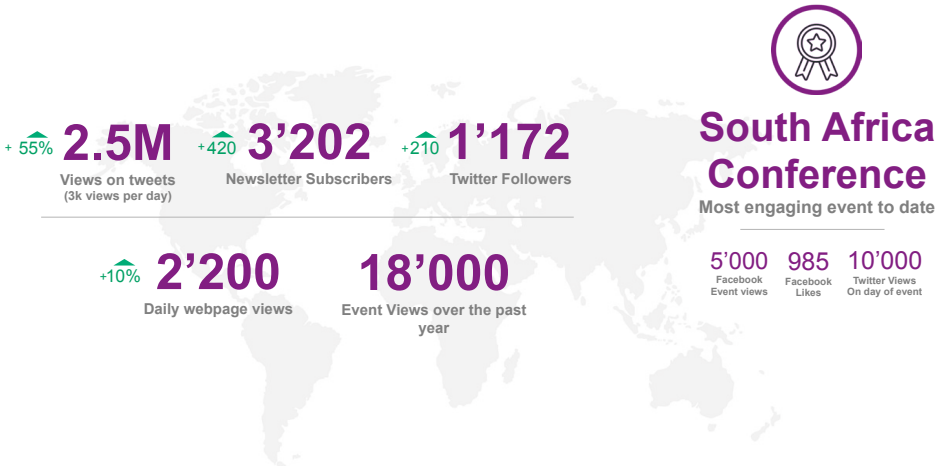 + 55% 2.5M
Views on tweets
(3k views per day)
+420 3’202
Newsletter Subscribers
+210 1’172
Twitter Followers
+10% 2’200
Daily webpage views
18’000
Event Views over the past
year
South Africa
Conference
Most engaging event to date
5’000
Facebook
Event views
985
Facebook
Likes
10’000
Twitter Views
On day of event